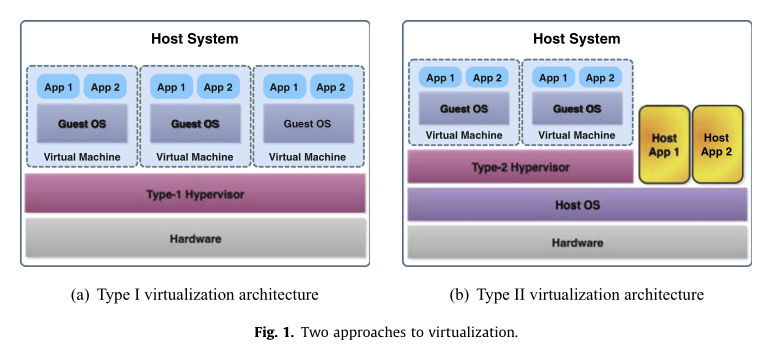 Host System
App 1 App 2 App 1 App 2 App 1 App 2
Guest OS Guest OS Guest OS
Virtual Machine Virtual Machine Virtual Machine
Type-1 Hypervisor
Hardware
(a) Type I virtualization architecture
Host System
App 1 App 2 App 1 App 2
Guest OS Guest OS
Virtual Machine Virtual Machine
Host App 1
Host App 2
Type-2 Hypervisor
Host OS
Hardware
(b) Type II virtualization architecture
Fig. 1. Two approaches to virtualization.